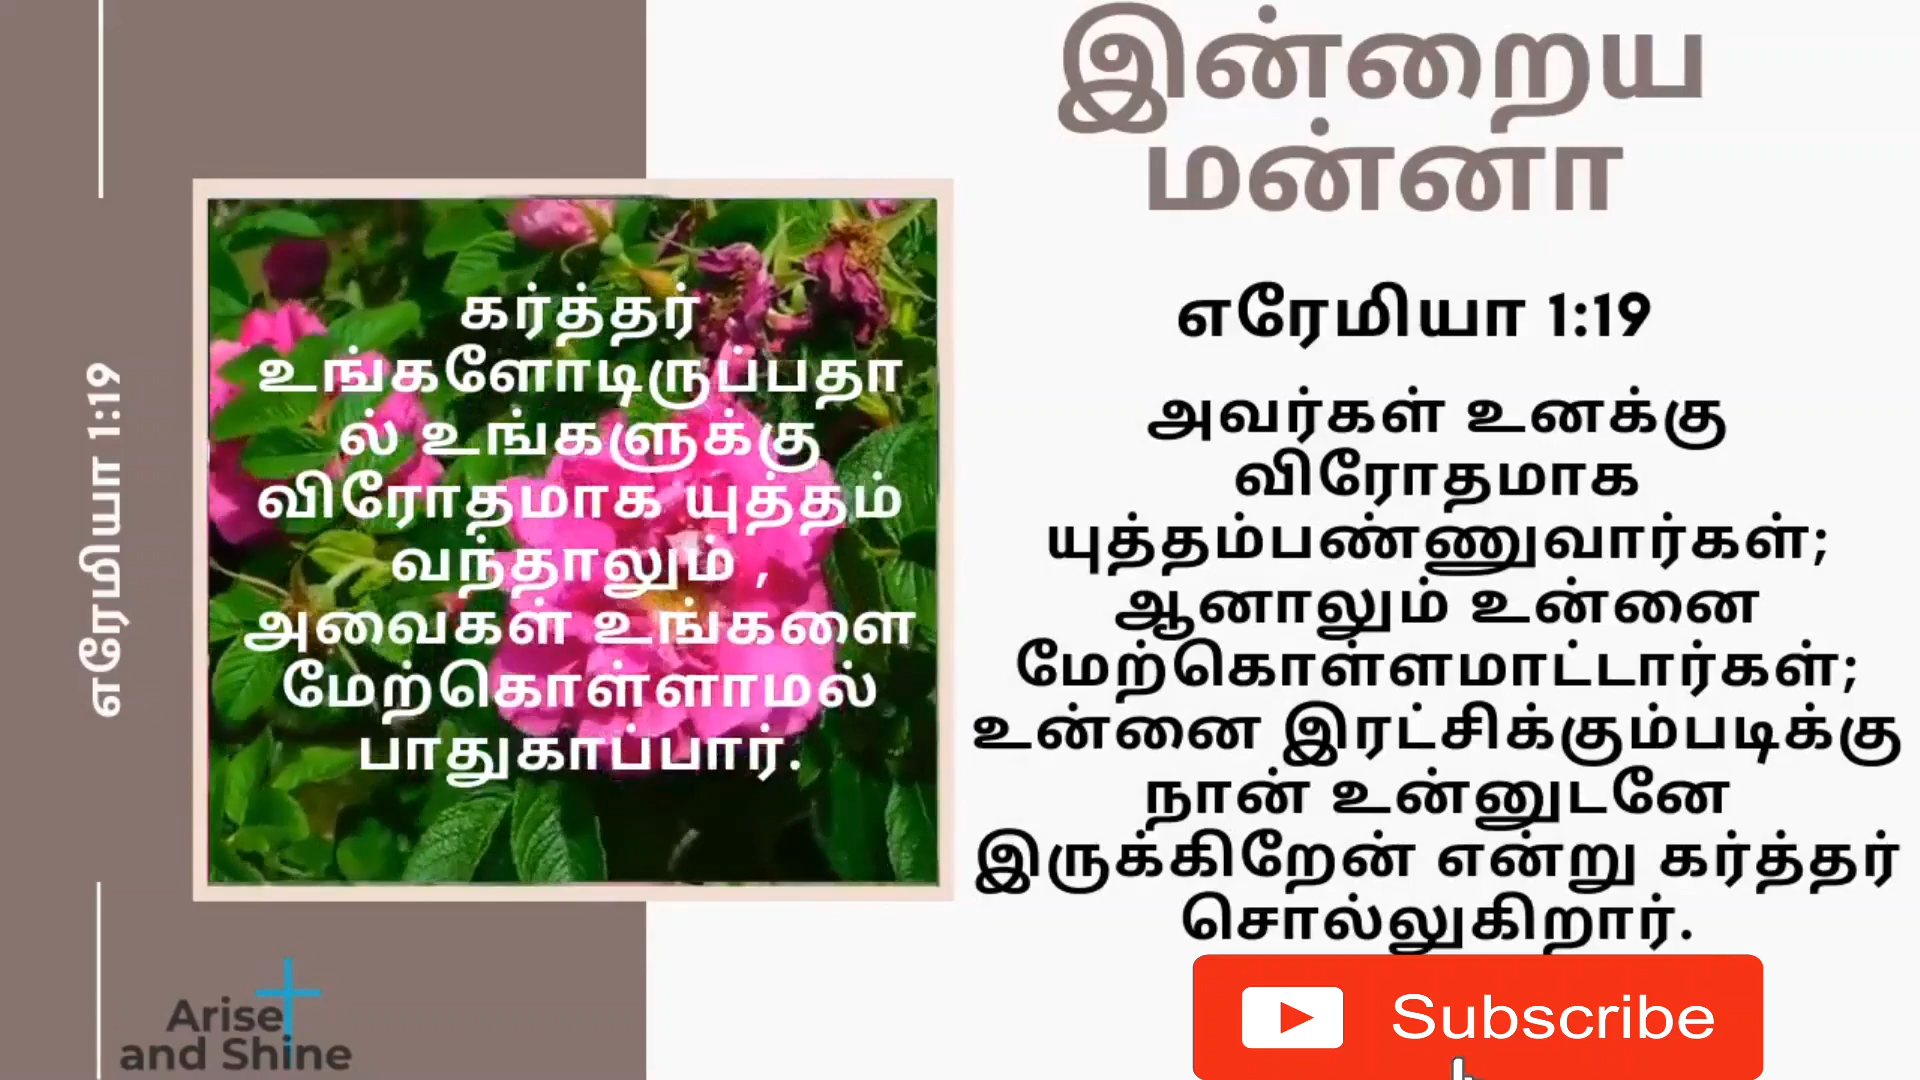 எரேமியா 1:19
கர்த்தர்
உங்களோடிருப்பதா
ல் உங்களுக்கு
விரோதமாக யுத்தம்
வந்தாலும் ,
அவைகள் உங்களை
மேற்கொள்ளாமல்
பாதுகாப்பார்.
Arise
and Shine
இன்றைய
மன்னா
எரேமியா 1:19
அவர்கள் உனக்கு
விரோதமாக
யுத்தம்பண்ணுவார்கள்;
ஆனாலும் உன்னை
மேற்கொள்ளமாட்டார்கள்;
உன்னை இரட்சிக்கும்படிக்கு
நான் உன்னுடனே
இருக்கிறேன் என்று கர்த்தர்
சொல்லுகிறார்.
Subscribe